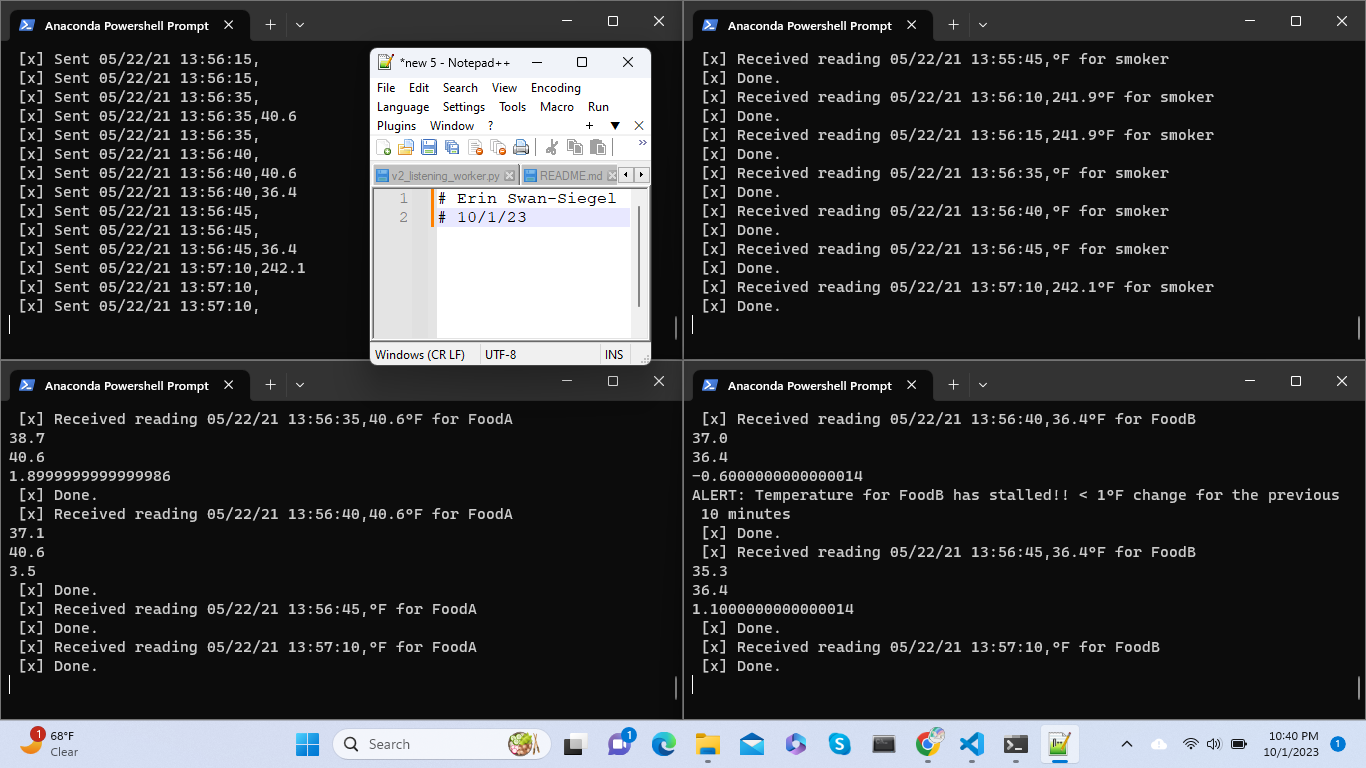 Anaconda Powershell Prompt
[x] Sent 05/22/21 13:56:15,
[x] Sent 05/22/21 13:56:15,
[x] Sent 05/22/21 13:56:35,
[x] Sent 05/22/21 13:56:35,40.6
[x] Sent 05/22/21 13:56:35,
[x] Sent 05/22/21 13:56:40,
[x] Sent 05/22/21 13:56:40,40.6
[x] Sent 05/22/21 13:56:40,36.4
[x] Sent 05/22/21 13:56:45,
[x] Sent 05/22/21 13:56:45,
[x] Sent 05/22/21 13:56:45,36.4
[x] Sent 05/22/21 13:57:10,242.1
[x] Sent 05/22/21 13:57:10,
[x] Sent 05/22/21 13:57:10,
*new 5 - Notepad++
File Edit Search View Encoding
Language Settings Tools Macro Run
Plugins Window ?
v2_listening_worker.py README.md
1 # Erin Swan-Siegel
2 # 10/1/23
Windows (CR LF) UTF-8 INS
Anaconda Powershell Prompt
[x] Received reading 05/22/21 13:55:45,°F for smoker
[x] Done.
[x] Received reading 05/22/21 13:56:10,241.9°F for smoker
[x] Done.
[x] Received reading 05/22/21 13:56:15,241.9°F for smoker
[x] Done.
[x] Received reading 05/22/21 13:56:35,°F for smoker
[x] Done.
[x] Received reading 05/22/21 13:56:40,°F for smoker
[x] Done.
[x] Received reading 05/22/21 13:56:45,°F for smoker
[x] Done.
[x] Received reading 05/22/21 13:57:10,242.1°F for smoker
[x] Done.
Anaconda Powershell Prompt
[x] Received reading 05/22/21 13:56:35,40.6°F for FoodA
38.7
40.6
1.8999999999999986
[x] Done.
[x] Received reading 05/22/21 13:56:40,40.6°F for FoodA
37.1
40.6
3.5
[x] Done.
[x] Received reading 05/22/21 13:56:45,°F for FoodA
[x] Done.
[x] Received reading 05/22/21 13:57:10,°F for FoodA
[x] Done.
Anaconda Powershell Prompt
[x] Received reading 05/22/21 13:56:40,36.4°F for FoodB
37.0
36.4
-0.6000000000000014
ALERT: Temperature for FoodB has stalled!! < 1°F change for the previous
10 minutes
[x] Done.
[x] Received reading 05/22/21 13:56:45,36.4°F for FoodB
35.3
36.4
1.1000000000000014
[x] Done.
[x] Received reading 05/22/21 13:57:10,°F for FoodB
[x] Done.
1
68°F
Clear
Search
1
10:40 PM
10/1/2023
1